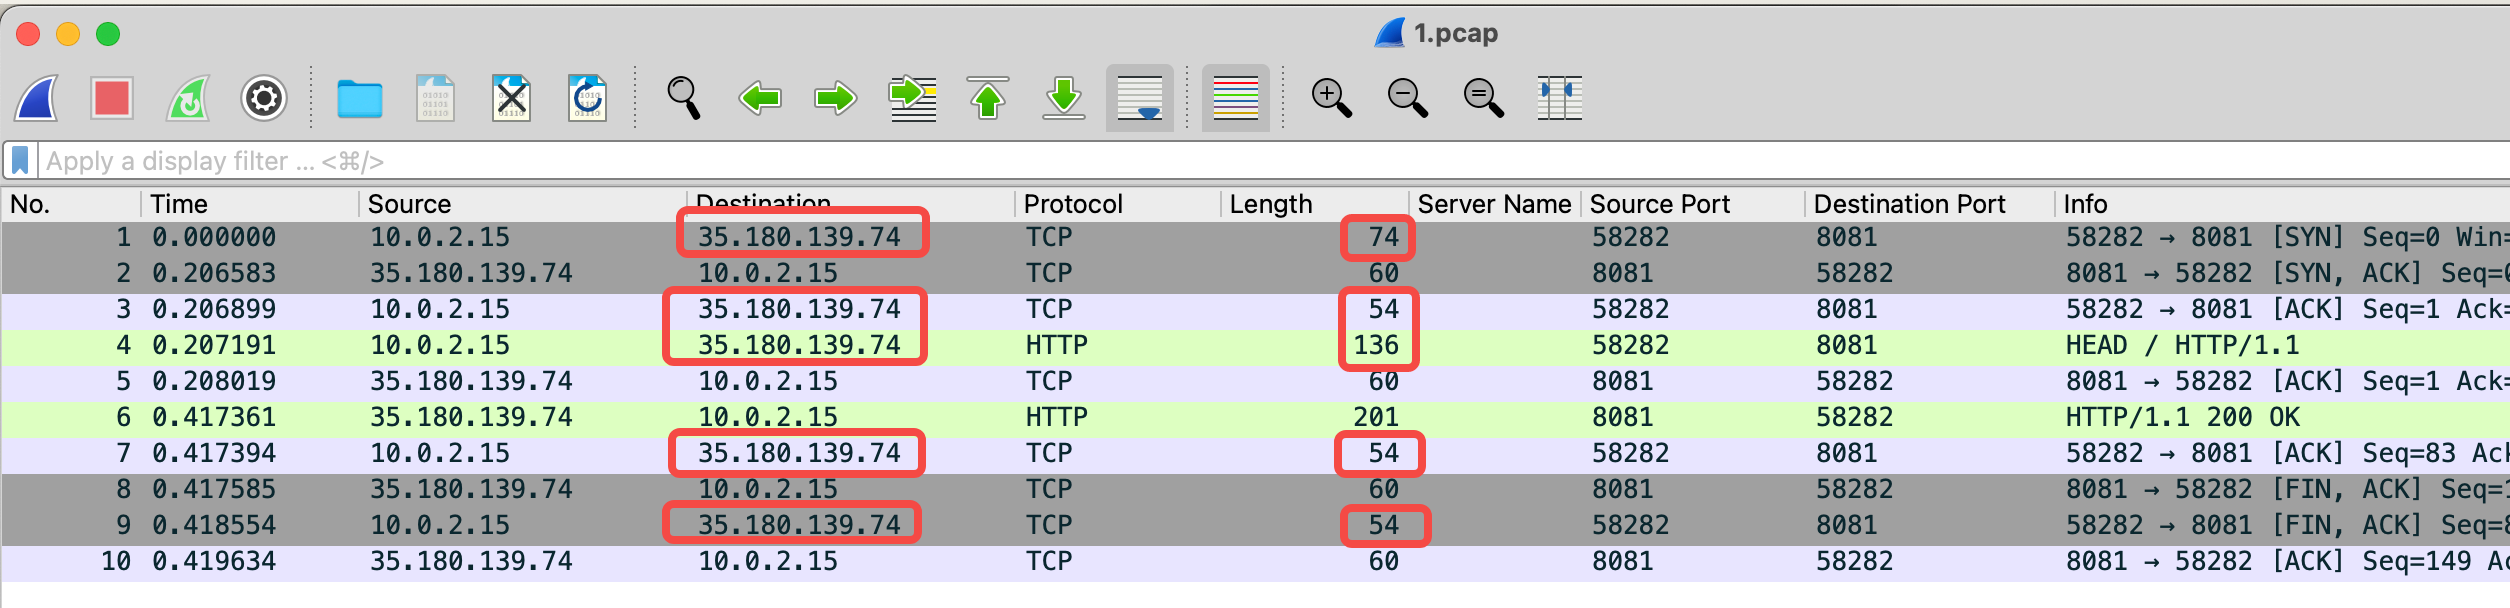 1.pcap
Apply a display filter ... <⌘/>
No. Time Source Destination Protocol Length Server Name Source Port Destination Port Info
1 0.000000 10.0.2.15 35.180.139.74 TCP 74 58282 8081 58282 → 8081 [SYN] Seq=0 Win=
2 0.206583 35.180.139.74 10.0.2.15 TCP 60 8081 58282 8081 → 58282 [SYN, ACK] Seq=0
3 0.206899 10.0.2.15 35.180.139.74 TCP 54 58282 8081 58282 → 8081 [ACK] Seq=1 Ack=
4 0.207191 10.0.2.15 35.180.139.74 HTTP 136 58282 8081 HEAD / HTTP/1.1
5 0.208019 35.180.139.74 10.0.2.15 TCP 60 8081 58282 8081 → 58282 [ACK] Seq=1 Ack=
6 0.417361 35.180.139.74 10.0.2.15 HTTP 201 8081 58282 HTTP/1.1 200 OK
7 0.417394 10.0.2.15 35.180.139.74 TCP 54 58282 8081 58282 → 8081 [ACK] Seq=83 Ack
8 0.417585 35.180.139.74 10.0.2.15 TCP 60 8081 58282 8081 → 58282 [FIN, ACK] Seq=1
9 0.418554 10.0.2.15 35.180.139.74 TCP 54 58282 8081 58282 → 8081 [FIN, ACK] Seq=8
10 0.419634 35.180.139.74 10.0.2.15 TCP 60 8081 58282 8081 → 58282 [ACK] Seq=149 Ac